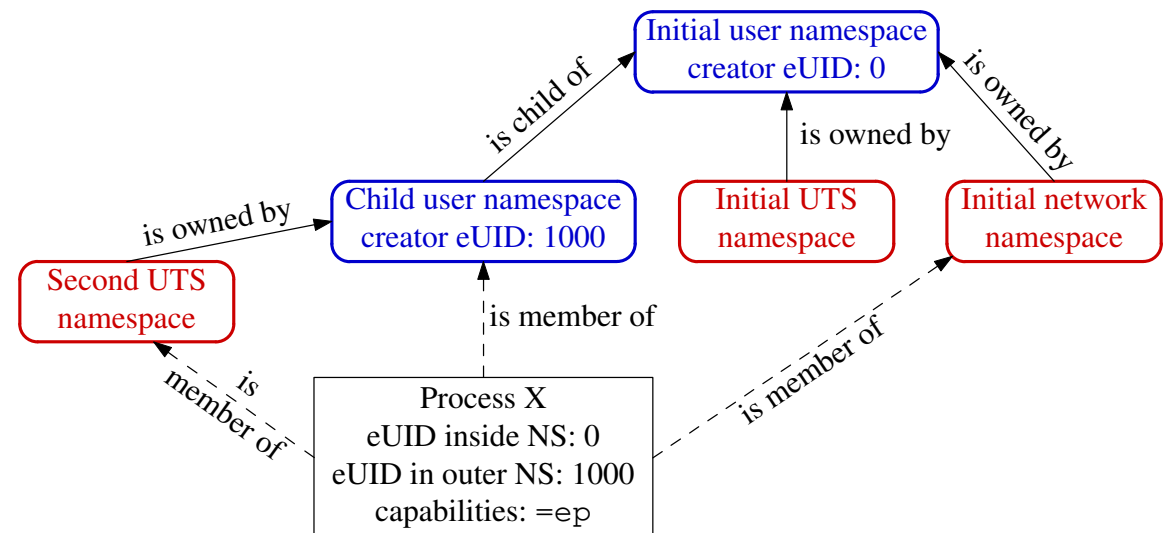 Initial user namespace
creator eUID: 0
is child of
is owned by
is owned by
Child user namespace
creator eUID: 1000
Initial UTS
namespace
Initial network
namespace
is owned by
Second UTS
namespace
is member of
is
member of
is member of
Process X
eUID inside NS: 0
eUID in outer NS: 1000
capabilities: =ep